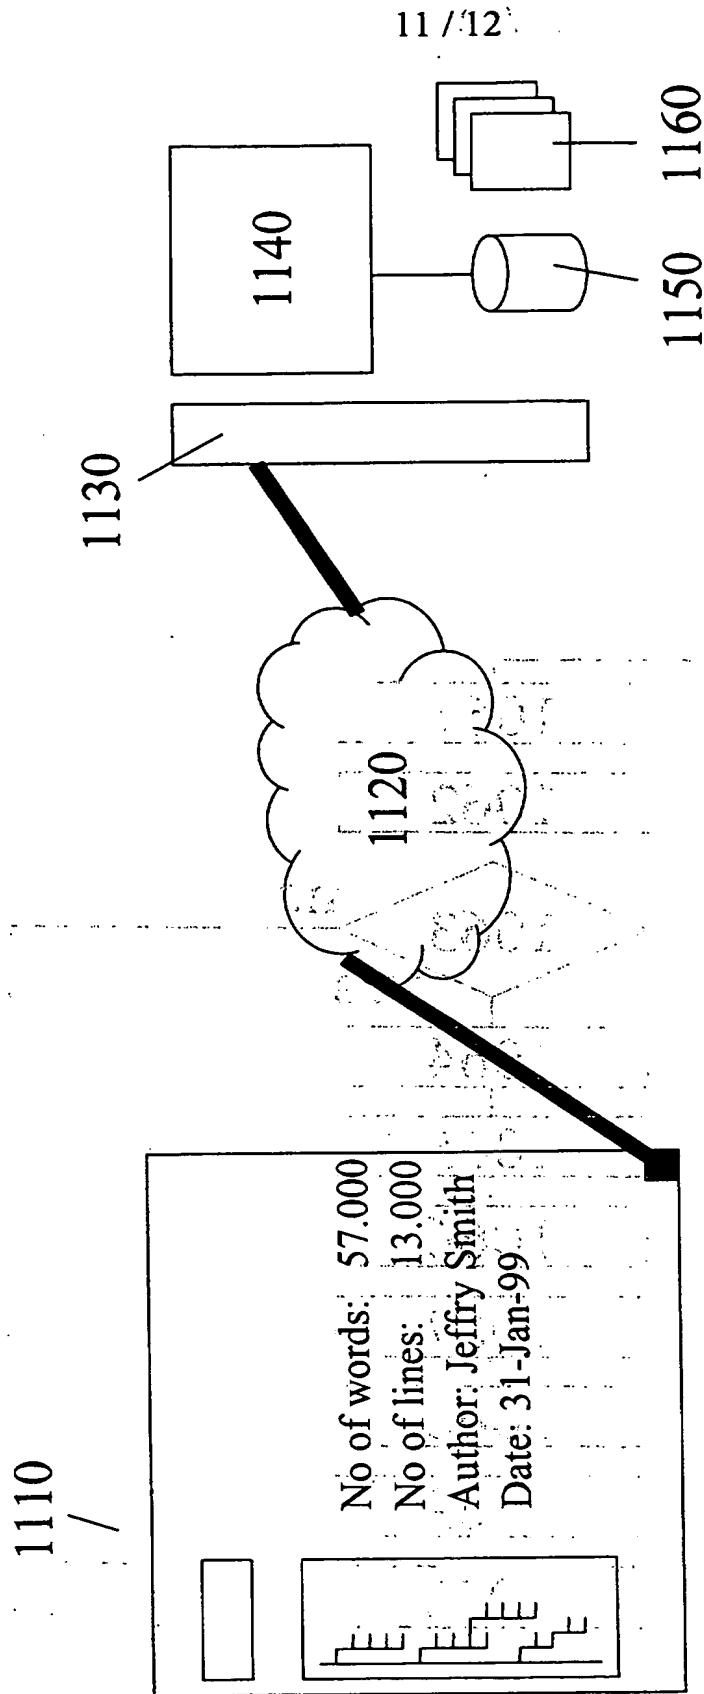 11 / 12
1110
No of words: 57.000
No of lines: 13.000
Author: Jeffry Smith
Date: 31-Jan-99
1120
1130
1140
1150
1160